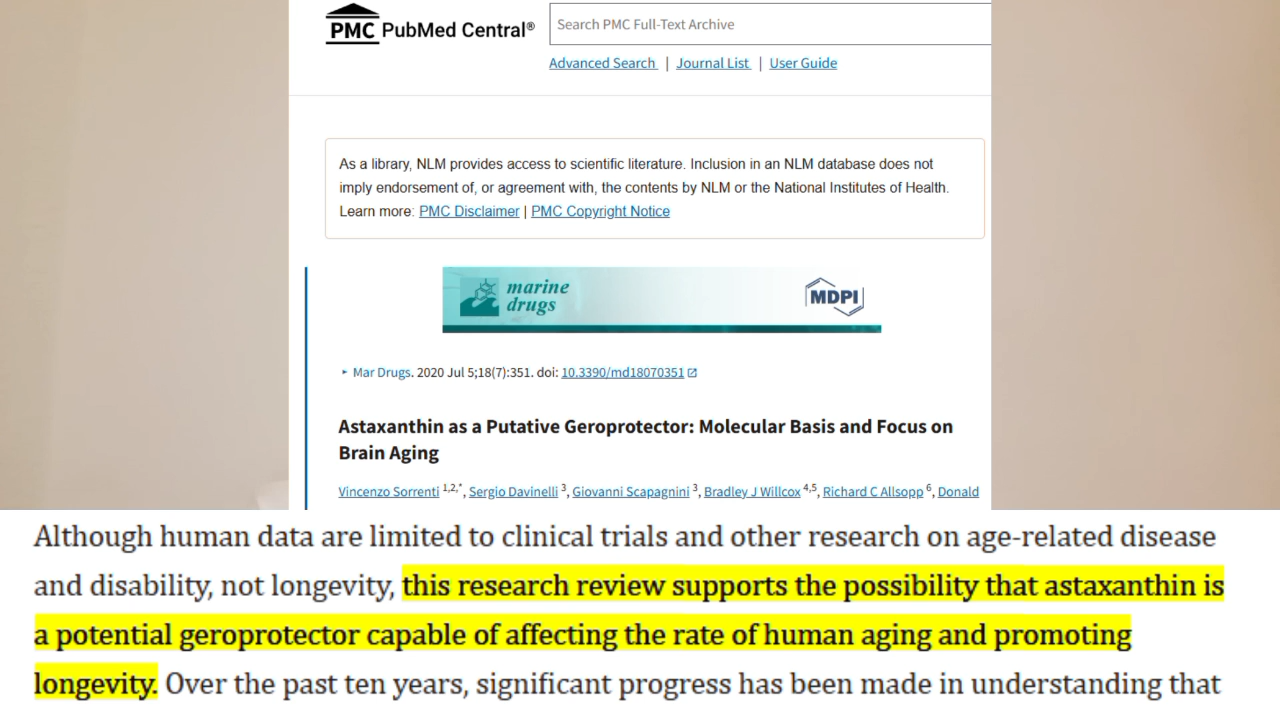 PMC PubMed Central®
Search PMC Full-Text Archive
Advanced Search | Journal List | User Guide
As a library, NLM provides access to scientific literature. Inclusion in an NLM database does not
imply endorsement of, or agreement with, the contents by NLM or the National Institutes of Health.
Learn more: PMC Disclaimer | PMC Copyright Notice
marine
drugs
MDPI
Mar Drugs. 2020 Jul 5;18(7):351. doi: 10.3390/md18070351
Astaxanthin as a Putative Geroprotector: Molecular Basis and Focus on
Brain Aging
Vincenzo Sorrenti 1,2,*, Sergio Davinelli 3, Giovanni Scapagnini 3, Bradley J Willcox 4,5, Richard C Allsopp 6, Donald
Although human data are limited to clinical trials and other research on age-related disease
and disability, not longevity, this research review supports the possibility that astaxanthin is
a potential geroprotector capable of affecting the rate of human aging and promoting
longevity. Over the past ten years, significant progress has been made in understanding that